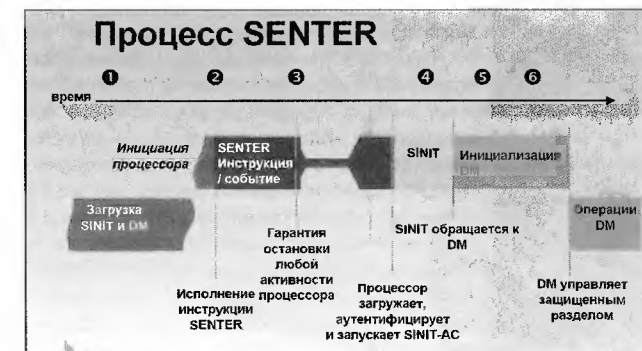 Процесс SENTER
❶ ❷ ❸ ❹ ❺ ❻
время
Инициация
процессора
SENTER
Инструкция
/ событие
SINIT
Инициализация
DM
Загрузка
SINIT и DM
Операции
DM
Гарантия
остановки
любой
активности
процессора
SINIT обращается к
DM
Исполнение
инструкции
SENTER
Процессор
загружает,
аутентифицирует
и запускает SINIT-AC
DM управляет
защищенным
разделом